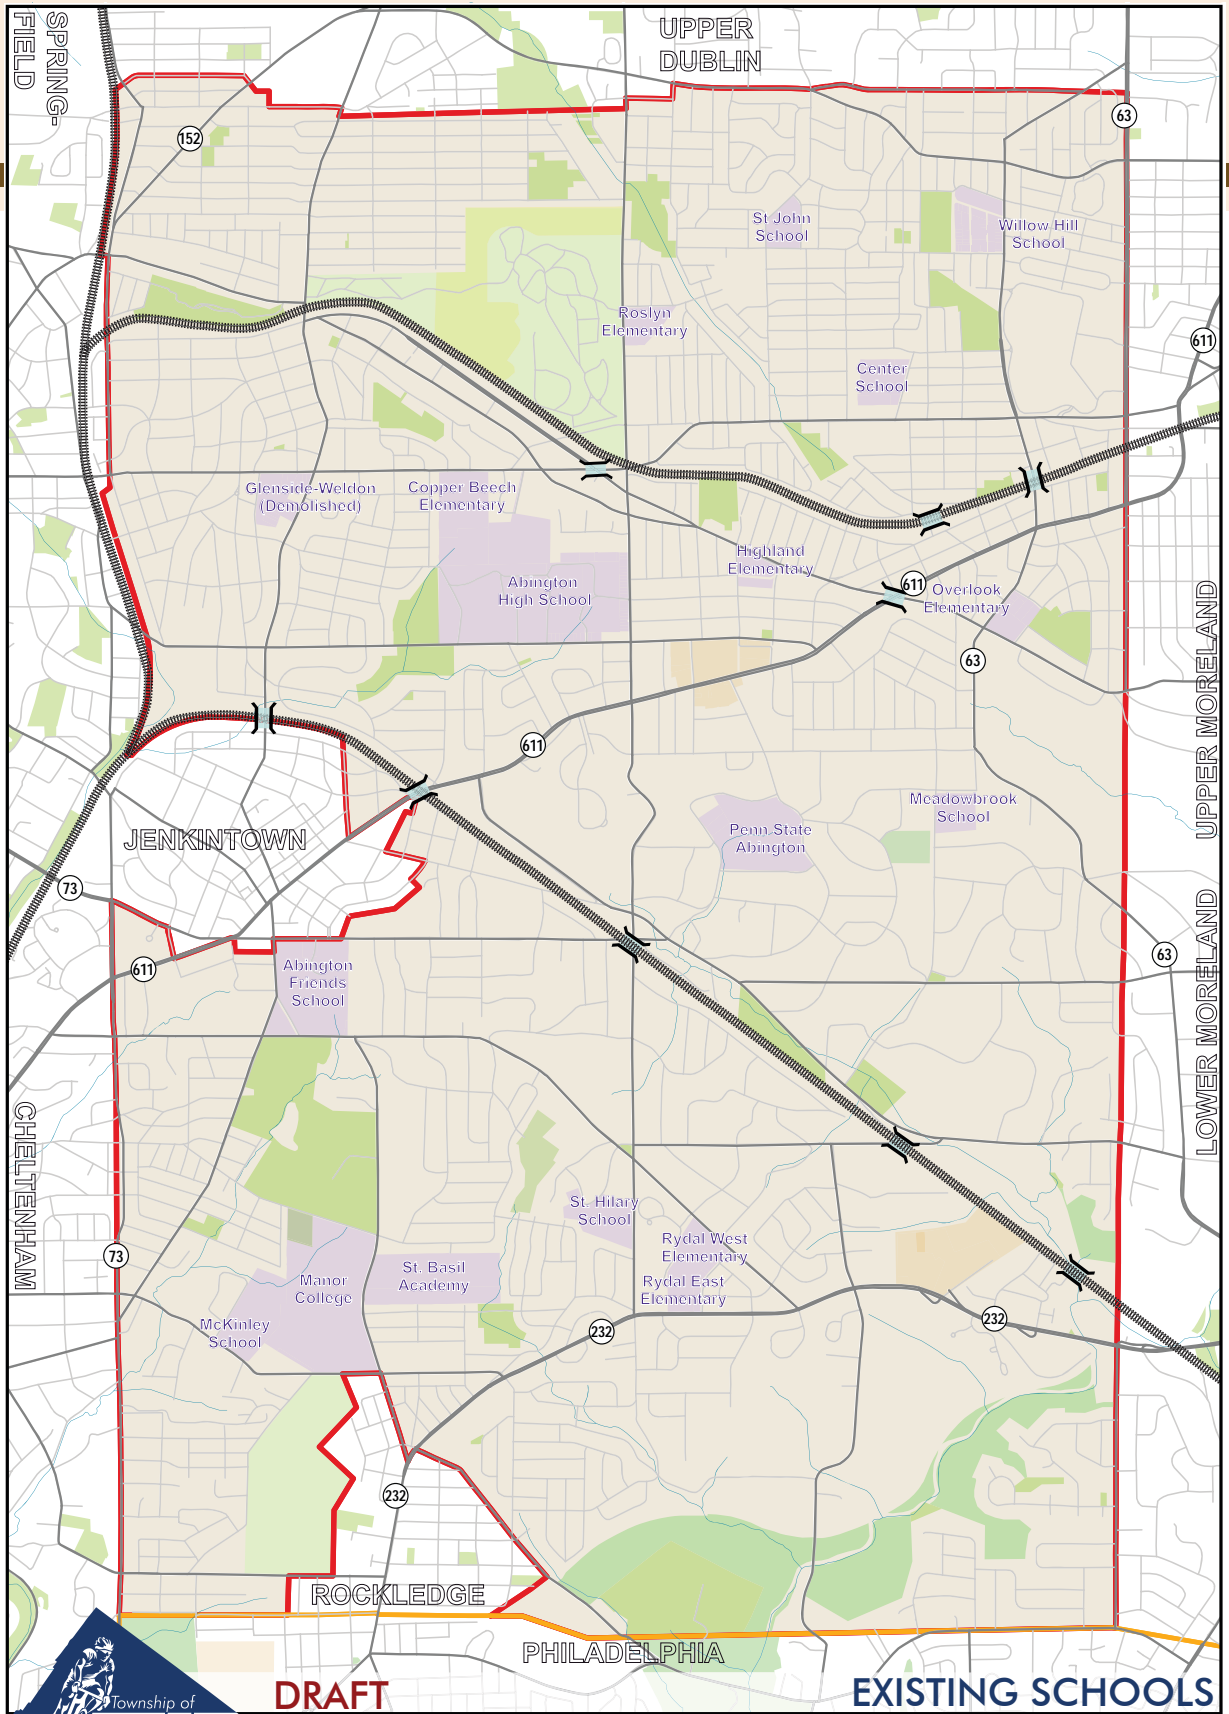 SPRING-
FIELD
UPPER
DUBLIN
63
152
St John
School
Willow Hill
School
Roslyn
Elementary
611
Center
School
Glenside-Weldon
(Demolished)
Copper Beech
Elementary
Highland
Elementary
Abington
High School
611
Overlook
Elementary
63
UPPER MORELAND
611
JENKINTOWN
Penn State
Abington
Meadowbrook
School
73
611
Abington
Friends
School
63
LOWER MORELAND
CHELTENHAM
St. Hilary
School
Rydal West
Elementary
73
Manor
College
St. Basil
Academy
Rydal East
Elementary
McKinley
School
232
232
232
ROCKLEDGE
PHILADELPHIA
Township of
DRAFT
EXISTING SCHOOLS